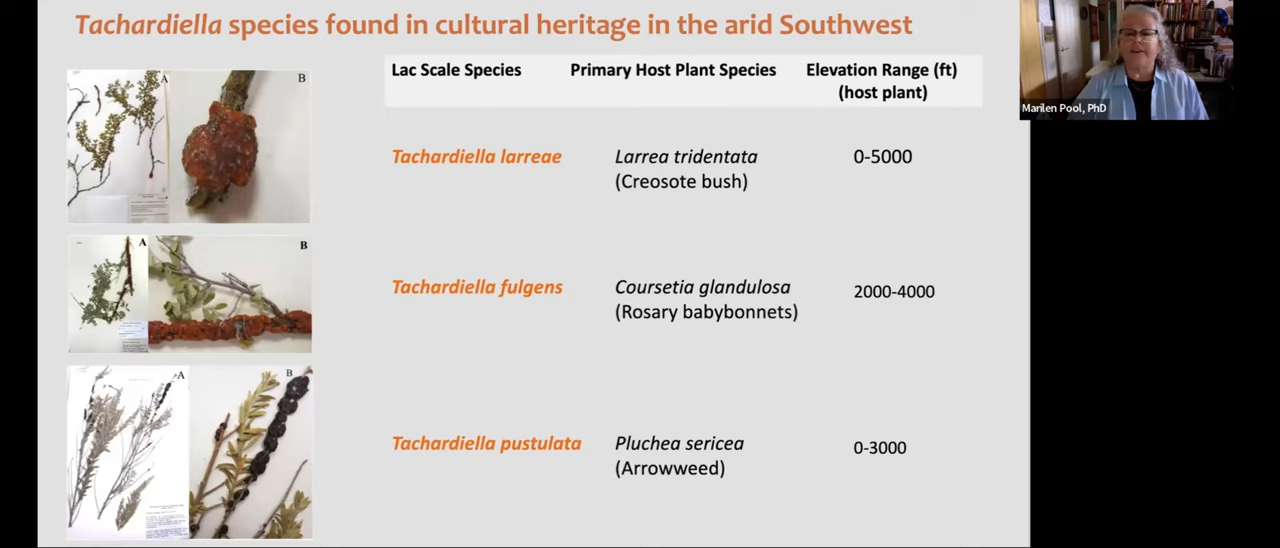 Tachardiella species found in cultural heritage in the arid Southwest
Lac Scale Species Primary Host Plant Species Elevation Range (ft)
(host plant)
A B
Tachardiella larreae Larrea tridentata 0-5000
(Creosote bush)
A B
Tachardiella fulgens Coursetia glandulosa 2000-4000
(Rosary babybonnets)
A B
Tachardiella pustulata Pluchea sericea 0-3000
(Arrowweed)
Marilen Pool, PhD